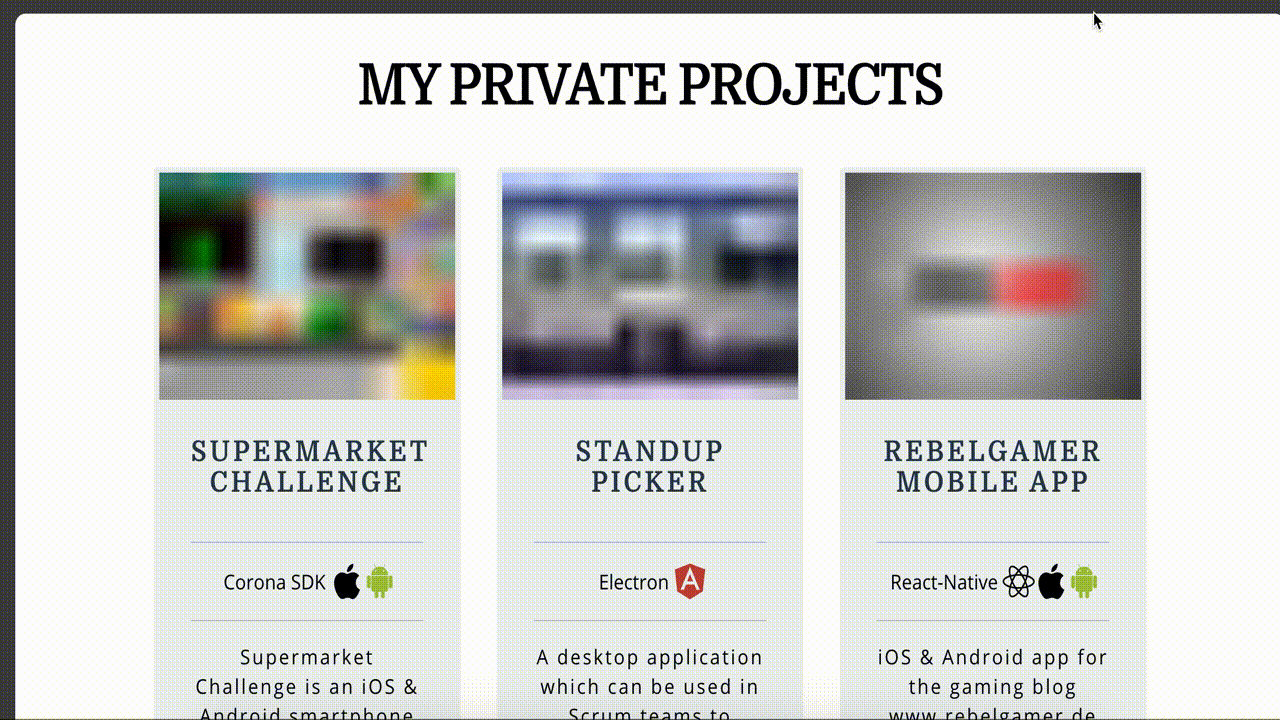 MY PRIVATE PROJECTS
SUPERMARKET
CHALLENGE
Corona SDK
Supermarket
Challenge is an iOS &
Android smartphone
STANDUP
PICKER
Electron
A desktop application
which can be used in
Scrum teams to
REBELGAMER
MOBILE APP
React-Native
iOS & Android app for
the gaming blog
www.rebelgamer.de